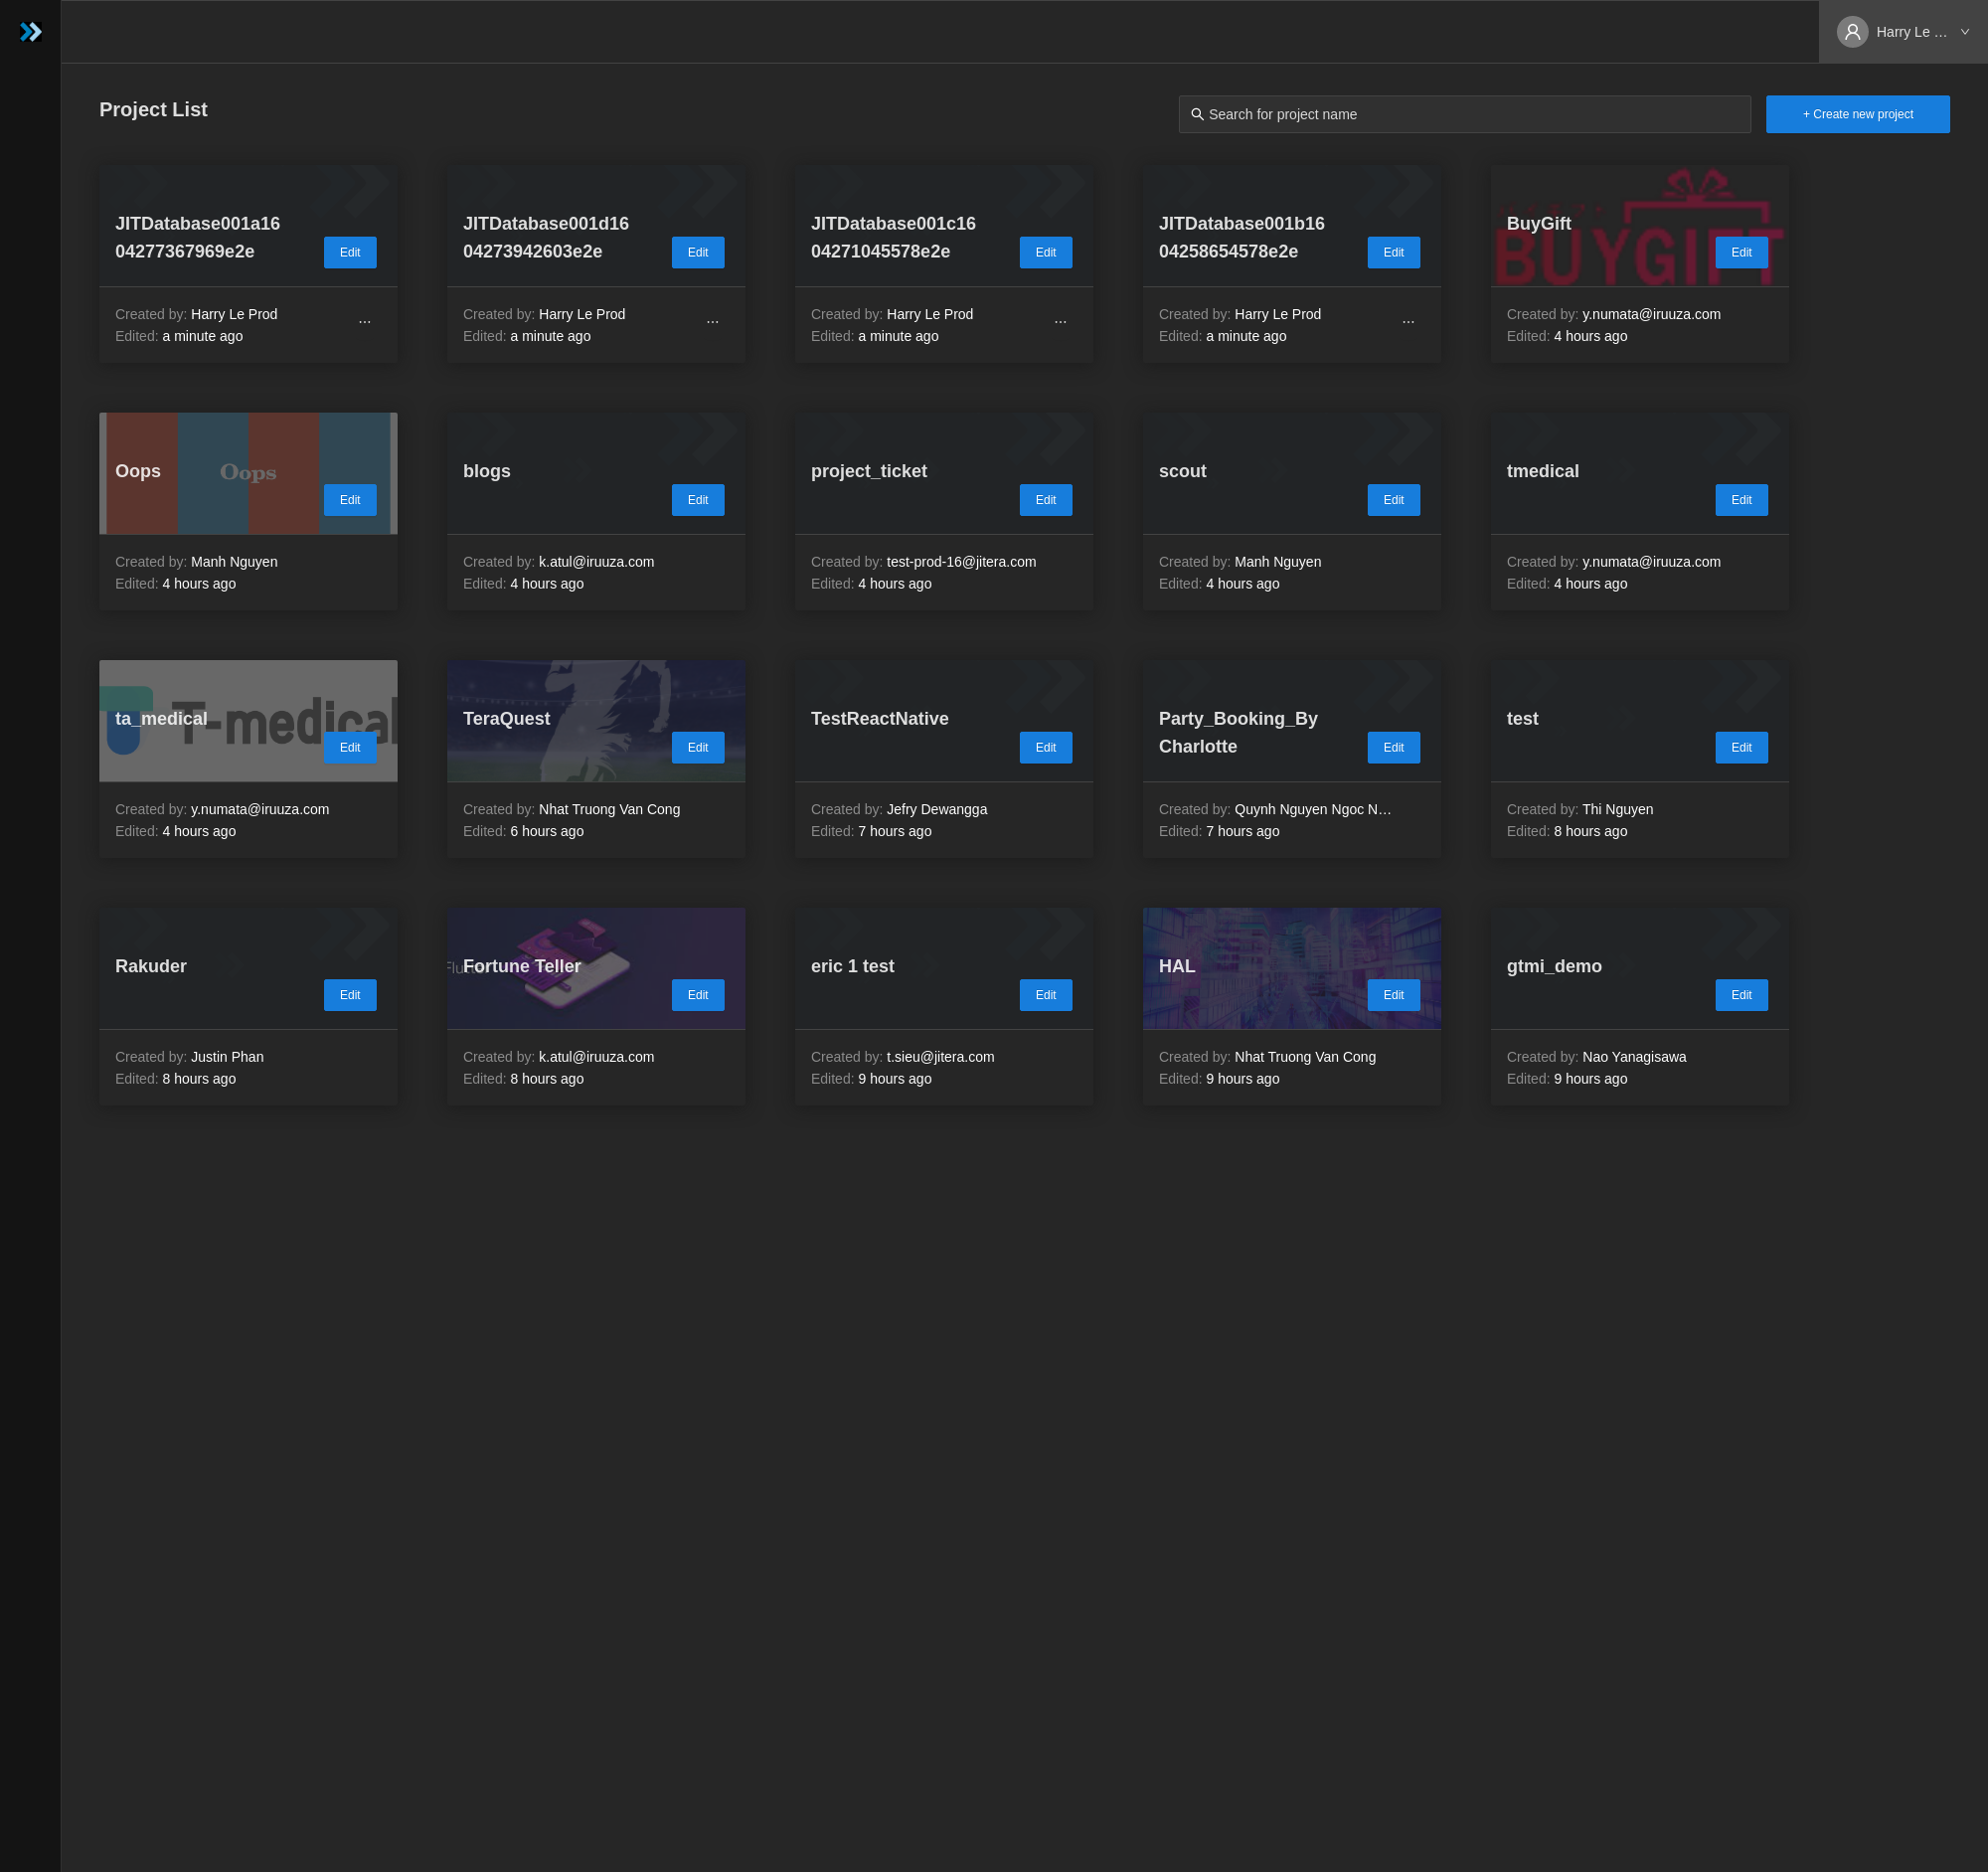 Harry Le …
Project List
Search for project name
+ Create new project
JITDatabase001a16
04277367969e2e
Edit
Created by: Harry Le Prod
...
Edited: a minute ago
JITDatabase001d16
04273942603e2e
Edit
Created by: Harry Le Prod
...
Edited: a minute ago
JITDatabase001c16
04271045578e2e
Edit
Created by: Harry Le Prod
...
Edited: a minute ago
JITDatabase001b16
04258654578e2e
Edit
Created by: Harry Le Prod
...
Edited: a minute ago
BuyGift
BUYGIFT
Edit
Created by: y.numata@iruuza.com
Edited: 4 hours ago
Oops
Oops
Edit
Created by: Manh Nguyen
Edited: 4 hours ago
blogs
Edit
Created by: k.atul@iruuza.com
Edited: 4 hours ago
project_ticket
Edit
Created by: test-prod-16@jitera.com
Edited: 4 hours ago
scout
Edit
Created by: Manh Nguyen
Edited: 4 hours ago
tmedical
Edit
Created by: y.numata@iruuza.com
Edited: 4 hours ago
ta_medical
T-medical
Edit
Created by: y.numata@iruuza.com
Edited: 4 hours ago
TeraQuest
Edit
Created by: Nhat Truong Van Cong
Edited: 6 hours ago
TestReactNative
Edit
Created by: Jefry Dewangga
Edited: 7 hours ago
Party_Booking_By
Charlotte
Edit
Created by: Quynh Nguyen Ngoc N…
Edited: 7 hours ago
test
Edit
Created by: Thi Nguyen
Edited: 8 hours ago
Rakuder
Edit
Created by: Justin Phan
Edited: 8 hours ago
Fortune Teller
Edit
Created by: k.atul@iruuza.com
Edited: 8 hours ago
eric 1 test
Edit
Created by: t.sieu@jitera.com
Edited: 9 hours ago
HAL
Edit
Created by: Nhat Truong Van Cong
Edited: 9 hours ago
gtmi_demo
Edit
Created by: Nao Yanagisawa
Edited: 9 hours ago